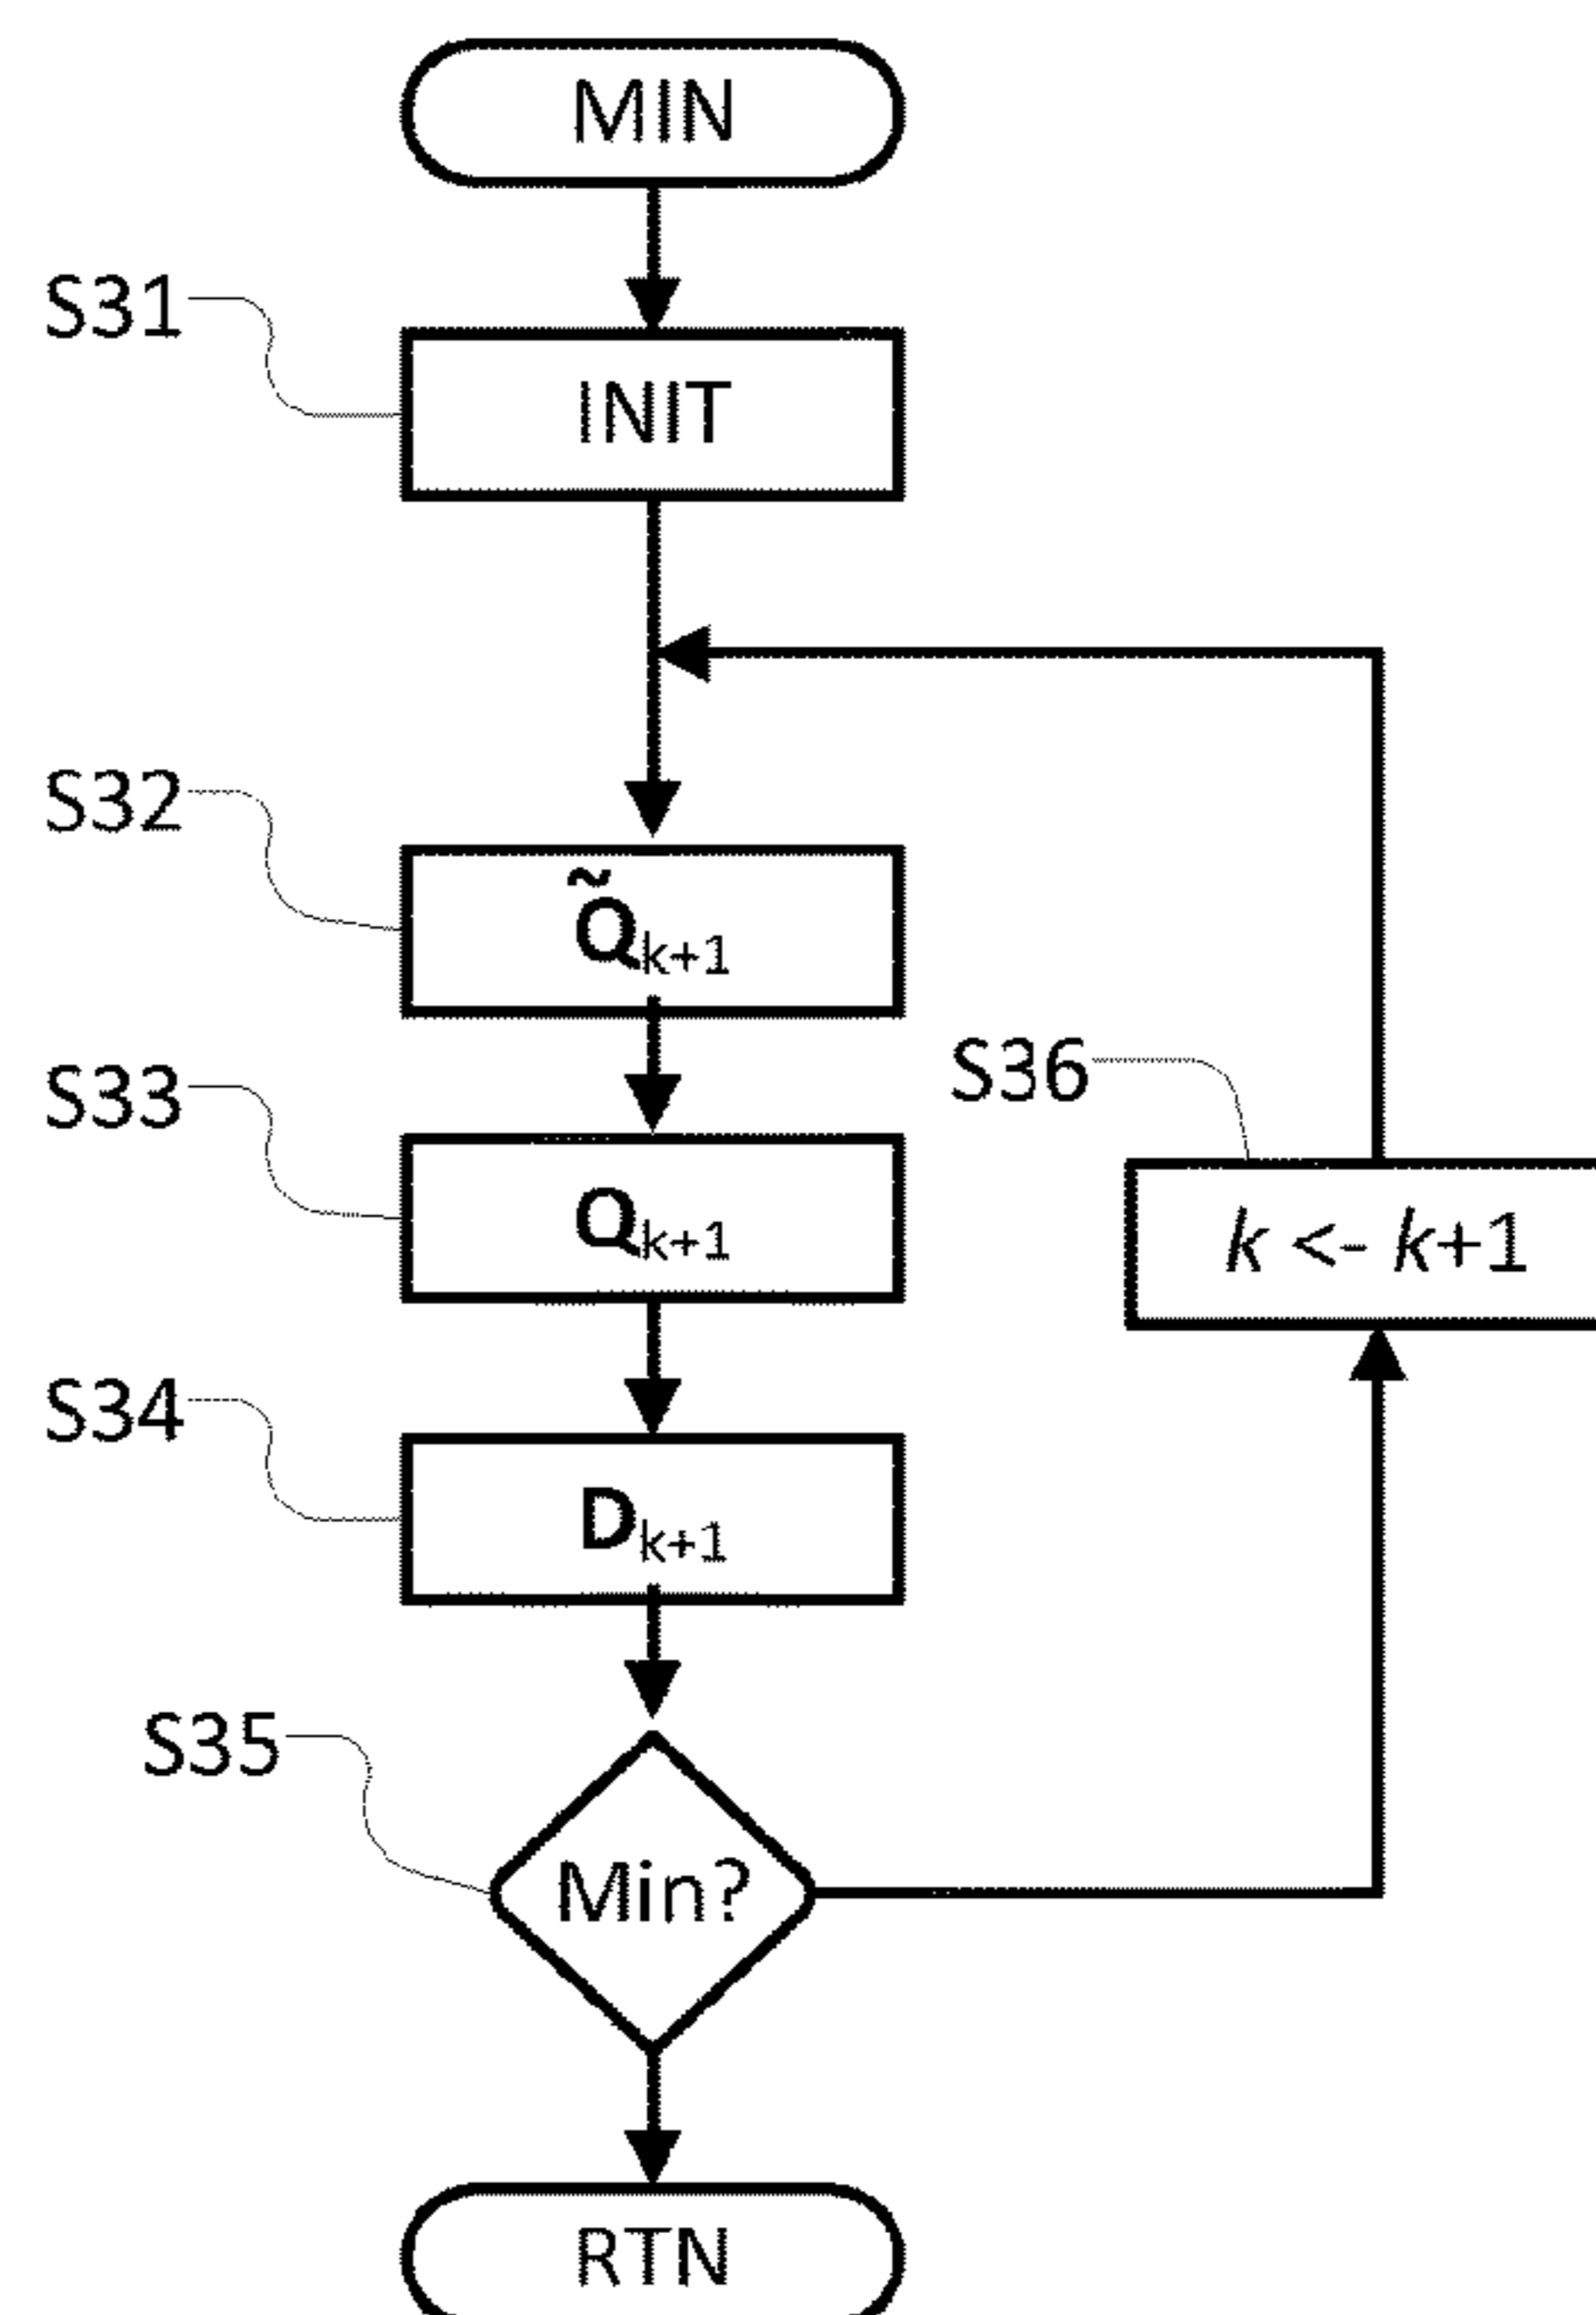 MIN
S31
INIT
S32
Q̃k+1
S33
Qk+1
S36
k <- k+1
S34
Dk+1
S35
Min?
RTN